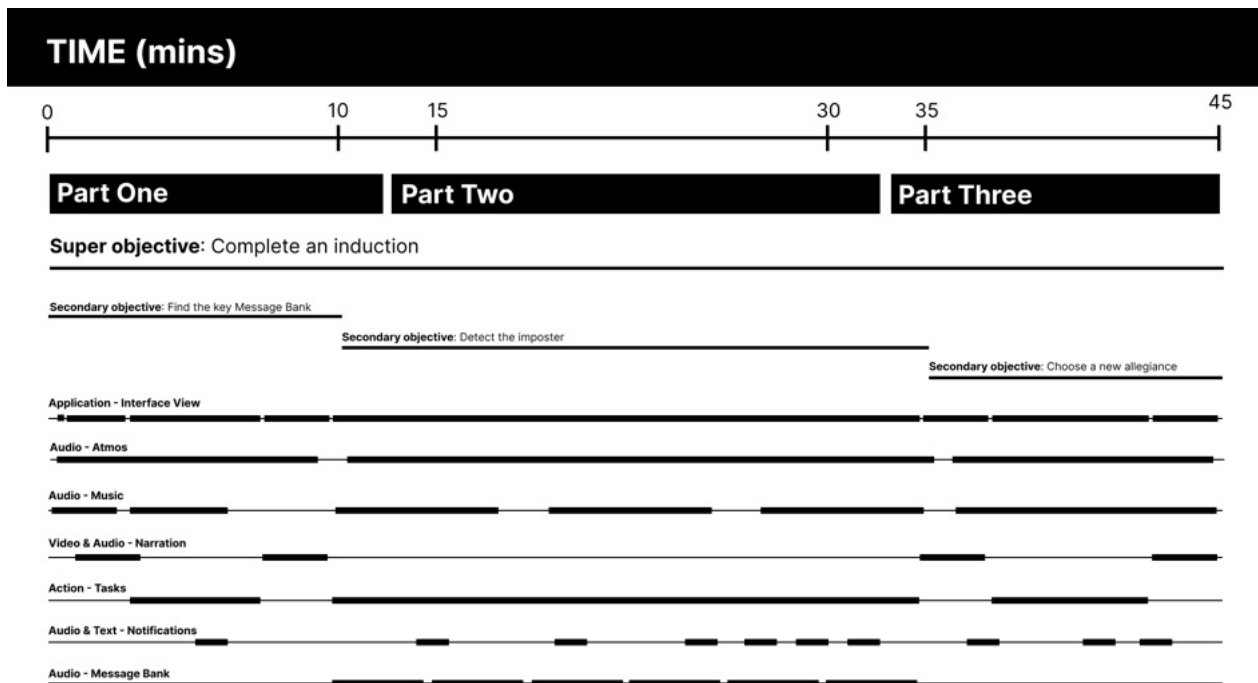 TIME (mins)
0 10 15 30 35 45
Part One Part Two Part Three
Super objective: Complete an induction
Secondary objective: Find the key Message Bank
Secondary objective: Detect the imposter
Secondary objective: Choose a new allegiance
Application - Interface View
Audio - Atmos
Audio - Music
Video & Audio - Narration
Action - Tasks
Audio & Text - Notifications
Audio - Message Bank